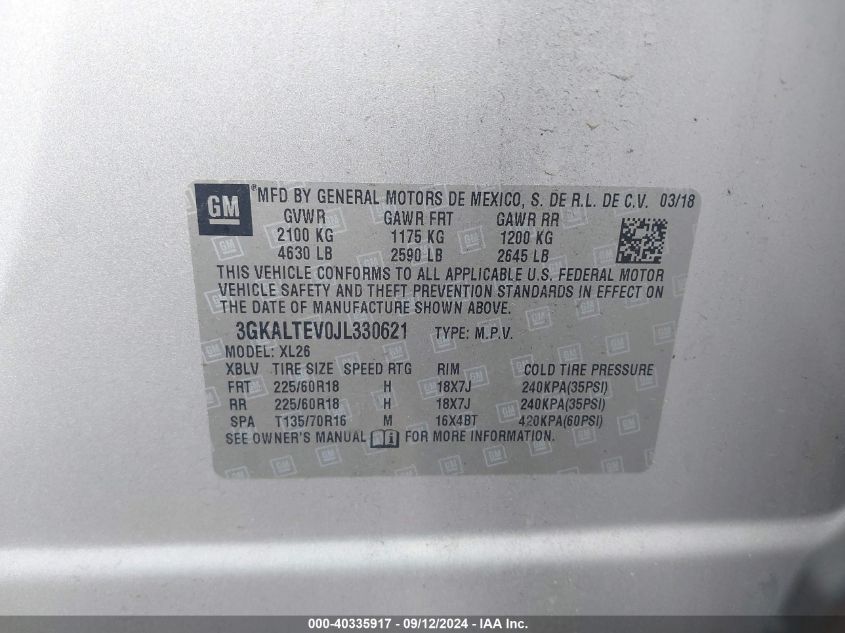 GM ® MFD BY GENERAL MOTORS DE MEXICO, S. DE R.L. DE C.V. 03/18
GVWR GAWR FRT GAWR RR
2100 KG 1175 KG 1200 KG
4630 LB 2590 LB 2645 LB
THIS VEHICLE CONFORMS TO ALL APPLICABLE U.S. FEDERAL MOTOR
VEHICLE SAFETY AND THEFT PREVENTION STANDARDS IN EFFECT ON
THE DATE OF MANUFACTURE SHOWN ABOVE.
3GKALTEV0JL330621 TYPE: M.P.V.
MODEL: XL26
XBLV TIRE SIZE SPEED RTG RIM COLD TIRE PRESSURE
FRT 225/60R18 H 18X7J 240KPA(35PSI)
RR 225/60R18 H 18X7J 240KPA(35PSI)
SPA T135/70R16 M 16X4BT 420KPA(60PSI)
SEE OWNER'S MANUAL FOR MORE INFORMATION.
000-40335917 - 09/12/2024 - IAA Inc.